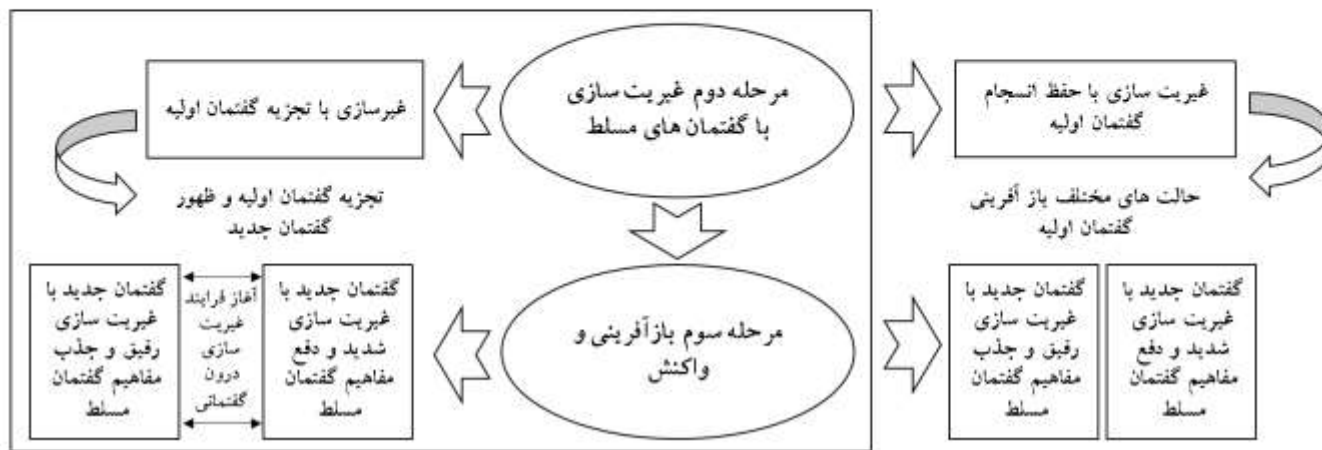 غیریت سازی با حفظ انسجام
گفتمان اولیه
مرحله دوم غیریت سازی
با گفتمان های مسلط
غیرسازی با تجزیه گفتمان اولیه
حالت های مختلف باز آفرینی
گفتمان اولیه
تجزیه گفتمان اولیه و ظهور
گفتمان جدید
گفتمان جدید با
غیریت سازی
شدید و دفع
مفاهیم گفتمان
مسلط
گفتمان جدید با
غیریت سازی
رقیق و جذب
مفاهیم گفتمان
مسلط
مرحله سوم بازآفرینی و
واکنش
گفتمان جدید با
غیریت سازی
شدید و دفع
مفاهیم گفتمان
مسلط
آغاز فرایند
غیریت
سازی
درون
گفتمانی
گفتمان جدید با
غیریت سازی
رقیق و جذب
مفاهیم گفتمان
مسلط